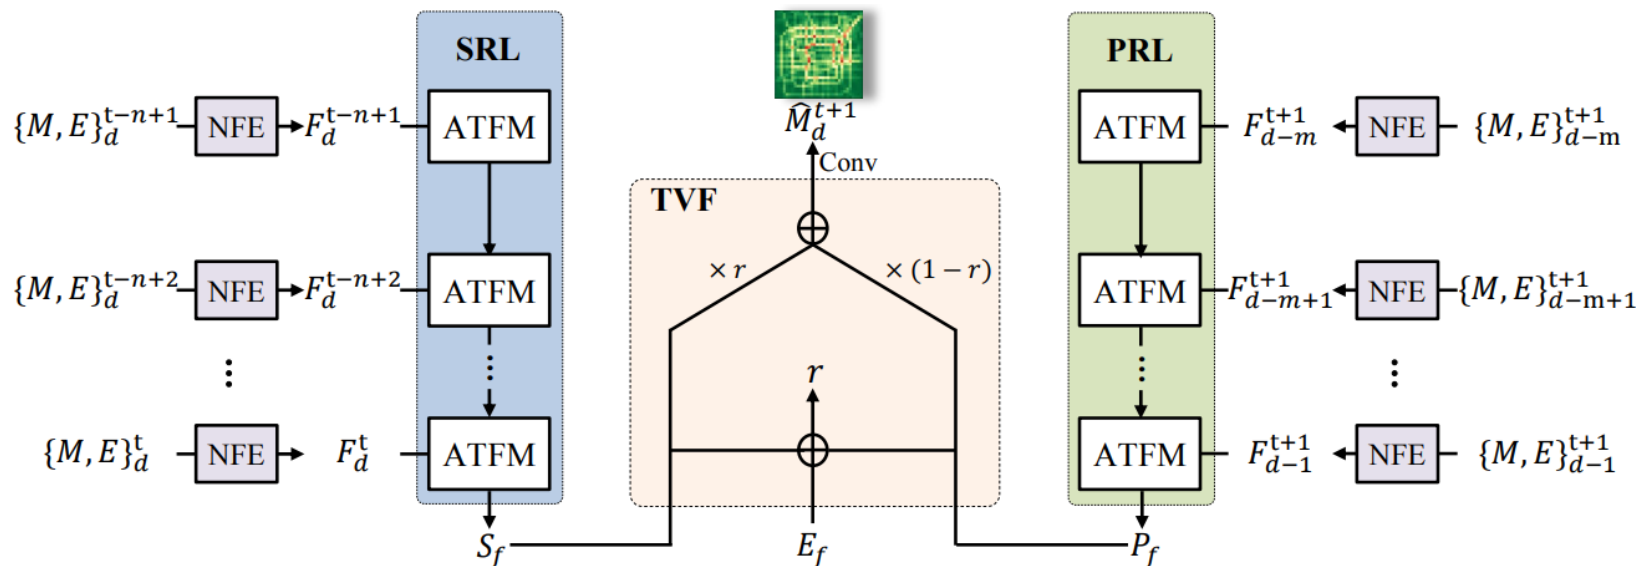 SRL
PRL
{M, E}_d^{t-n+1} NFE F_d^{t-n+1} ATFM
M̂_d^{t+1}
ATFM F_{d-m}^{t+1} NFE {M, E}_{d-m}^{t+1}
Conv
TVF
{M, E}_d^{t-n+2} NFE F_d^{t-n+2} ATFM
× r
× (1 − r)
ATFM F_{d-m+1}^{t+1} NFE {M, E}_{d-m+1}^{t+1}
r
{M, E}_d^t NFE F_d^t ATFM
ATFM F_{d-1}^{t+1} NFE {M, E}_{d-1}^{t+1}
S_f
E_f
P_f